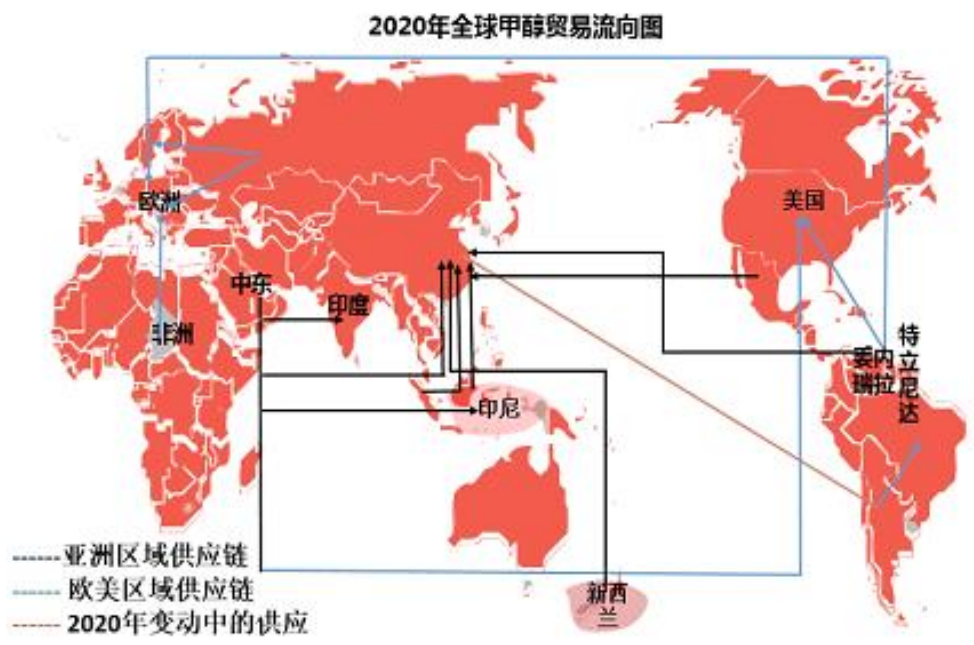 2020年全球甲醇贸易流向图
欧洲
美国
中东
印度
非洲
特立尼达
委内瑞拉
印尼
新西兰
------亚洲区域供应链
------ 欧美区域供应链
------ 2020年变动中的供应